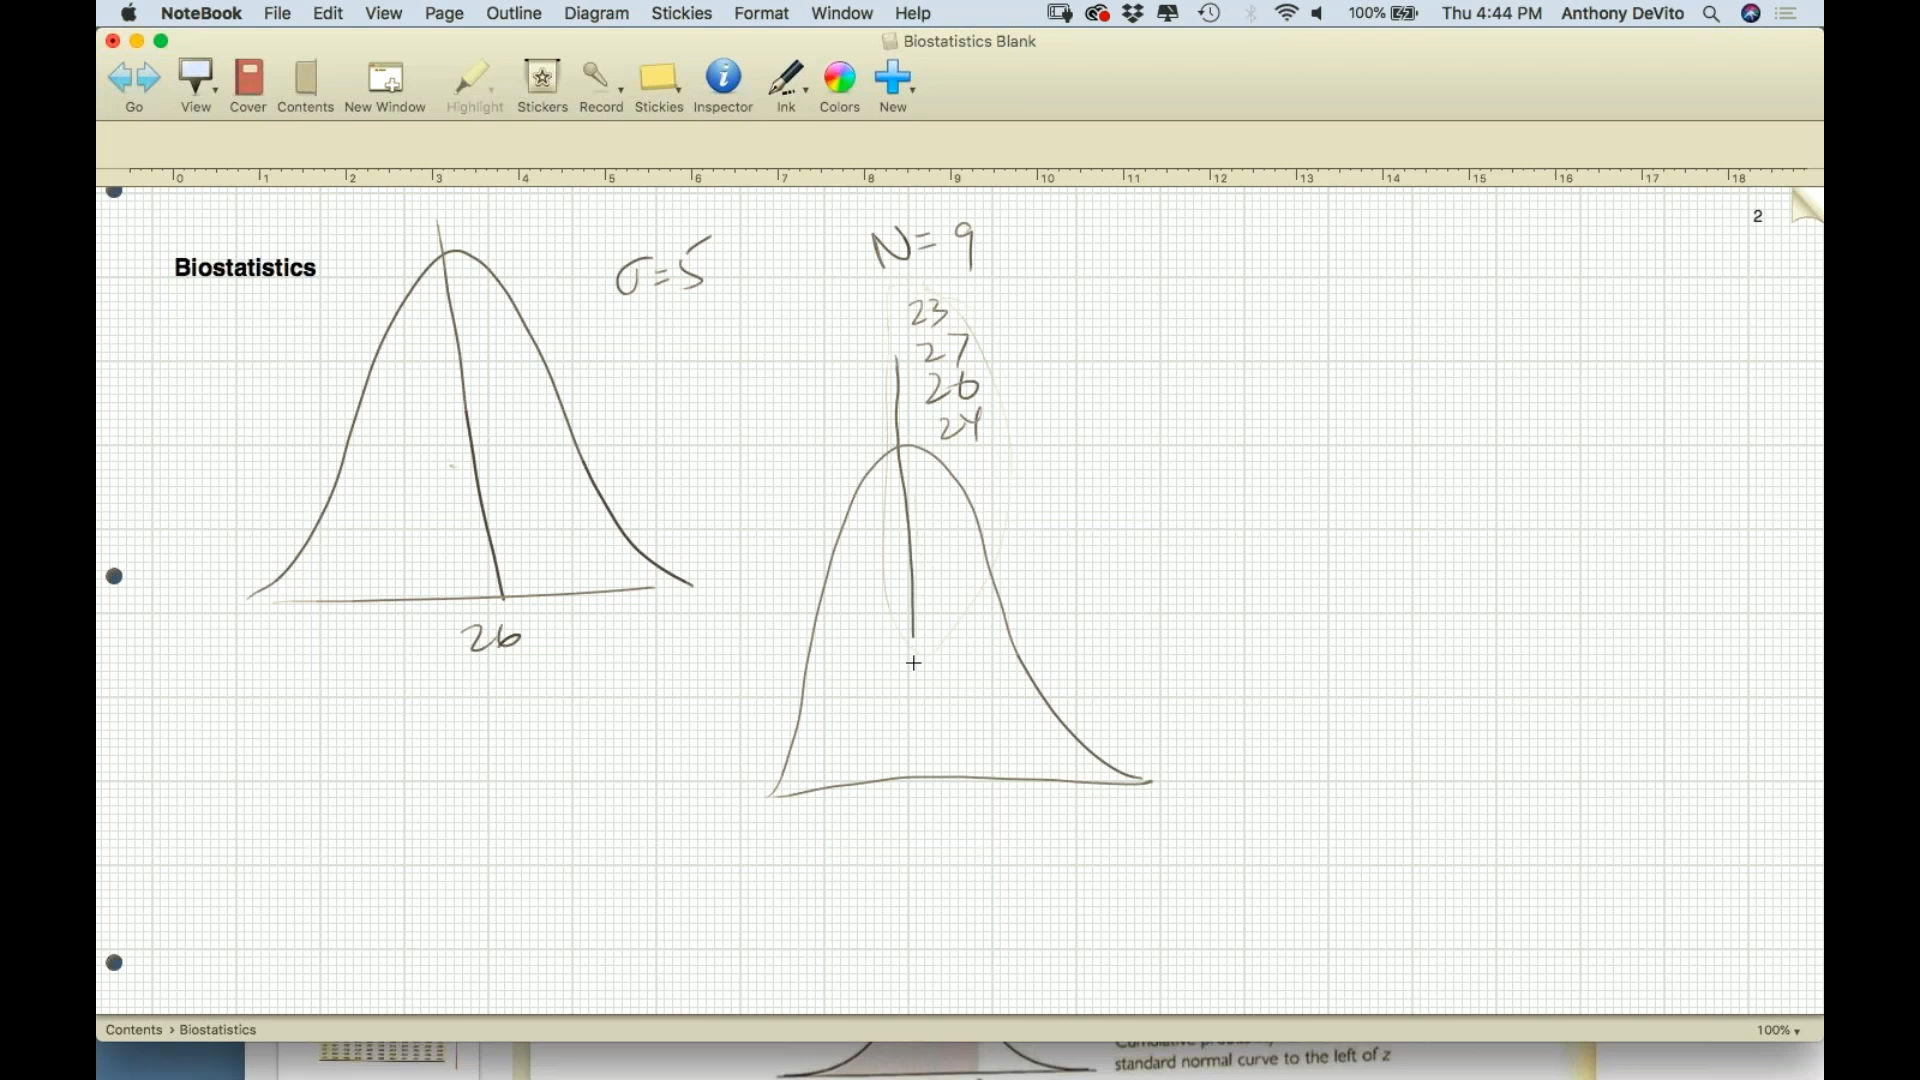 NoteBook File Edit View Page Outline Diagram Stickies Format Window Help 100% Thu 4:44 PM Anthony DeVito
Biostatistics Blank
Go View Cover Contents New Window Highlight Stickers Record Stickies Inspector Ink Colors New
0 1 2 3 4 5 6 7 8 9 10 11 12 13 14 15 16 17 18
2
Biostatistics
σ=5
N=9
23
27
26
24
26
Contents › Biostatistics 100%
standard normal curve to the left of z